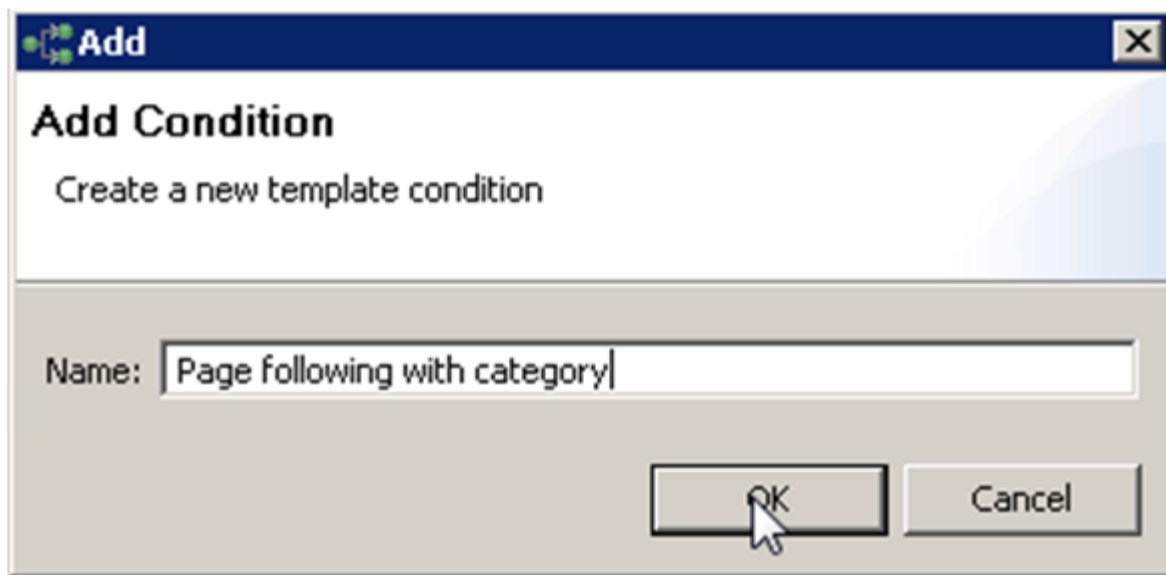 Add
Add Condition
Create a new template condition
Name: Page following with category
OK Cancel